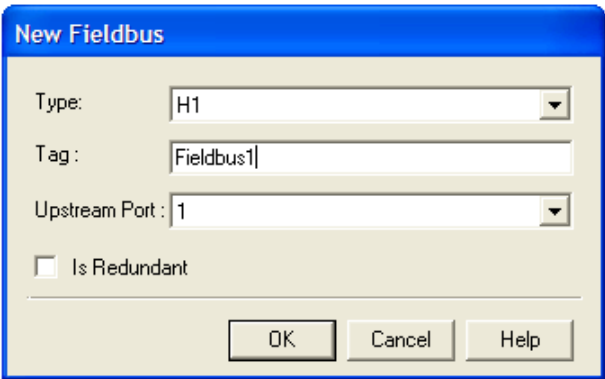 New Fieldbus
Type: H1
Tag : Fieldbus1
Upstream Port : 1
Is Redundant
OK Cancel Help